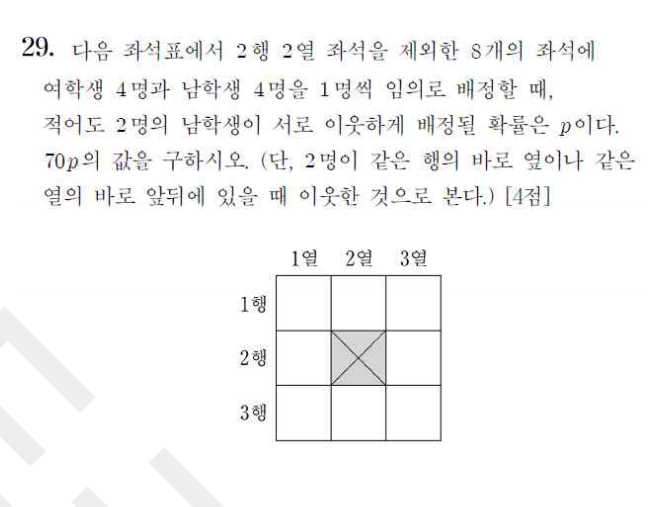 29. 다음 좌석표에서 2행 2열 좌석을 제외한 8개의 좌석에
여학생 4명과 남학생 4명을 1명씩 임의로 배정할 때,
적어도 2명의 남학생이 서로 이웃하게 배정될 확률은 p이다.
70p의 값을 구하시오. (단, 2명이 같은 행의 바로 옆이나 같은
열의 바로 앞뒤에 있을 때 이웃한 것으로 본다.) [4점]
1열 2열 3열
1행
2행
3행